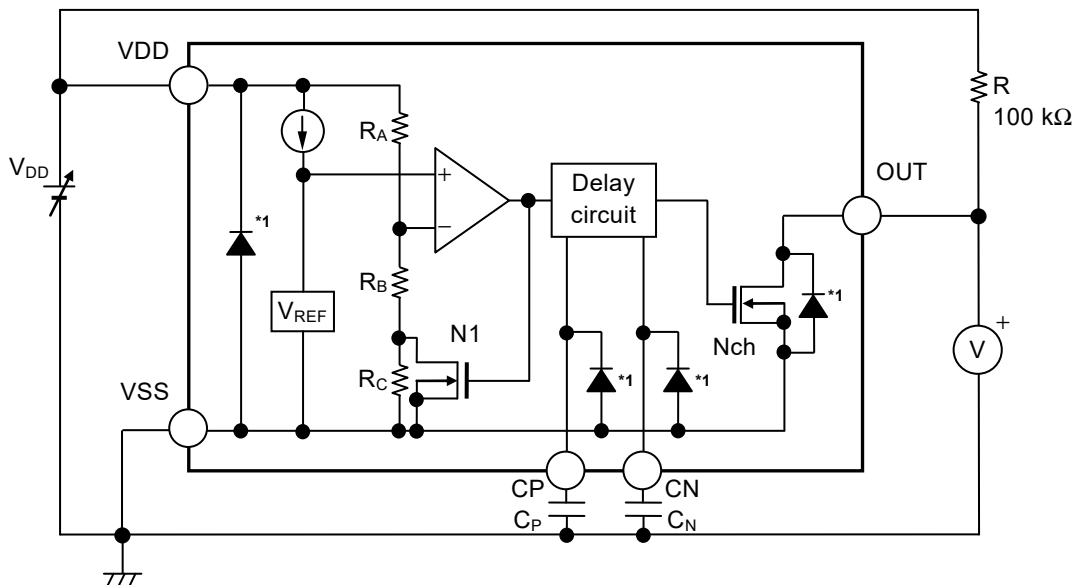 VDD
R
100 kΩ
V_DD
R_A
*1
+
−
Delay
circuit
OUT
R_B
V_REF
N1
R_C
*1
*1
Nch
*1
+
V
VSS
CP
CN
C_P
C_N